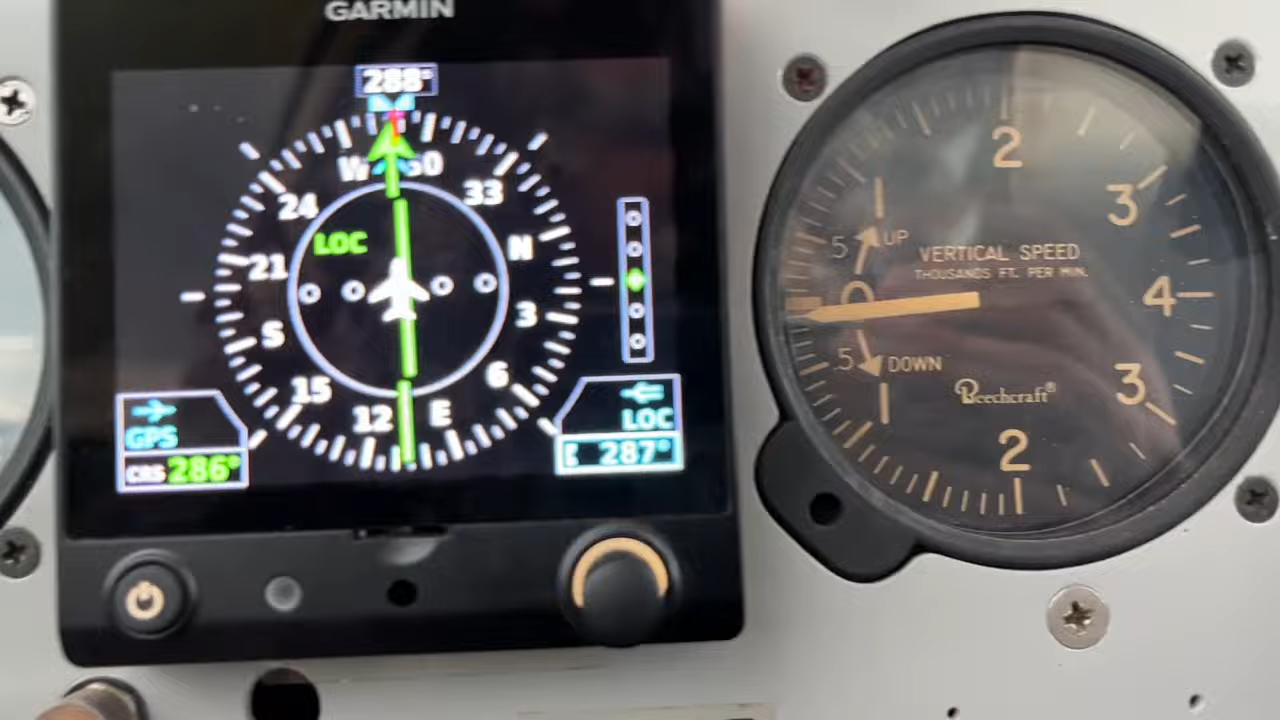 GARMIN
288°
W
30
33
24
LOC
21
N
S
3
15
6
12
E
GPS
CRS 286°
LOC
287°
2
3
.5 UP
VERTICAL SPEED
THOUSANDS FT. PER MIN.
0
4
.5 DOWN
Beechcraft®
3
2